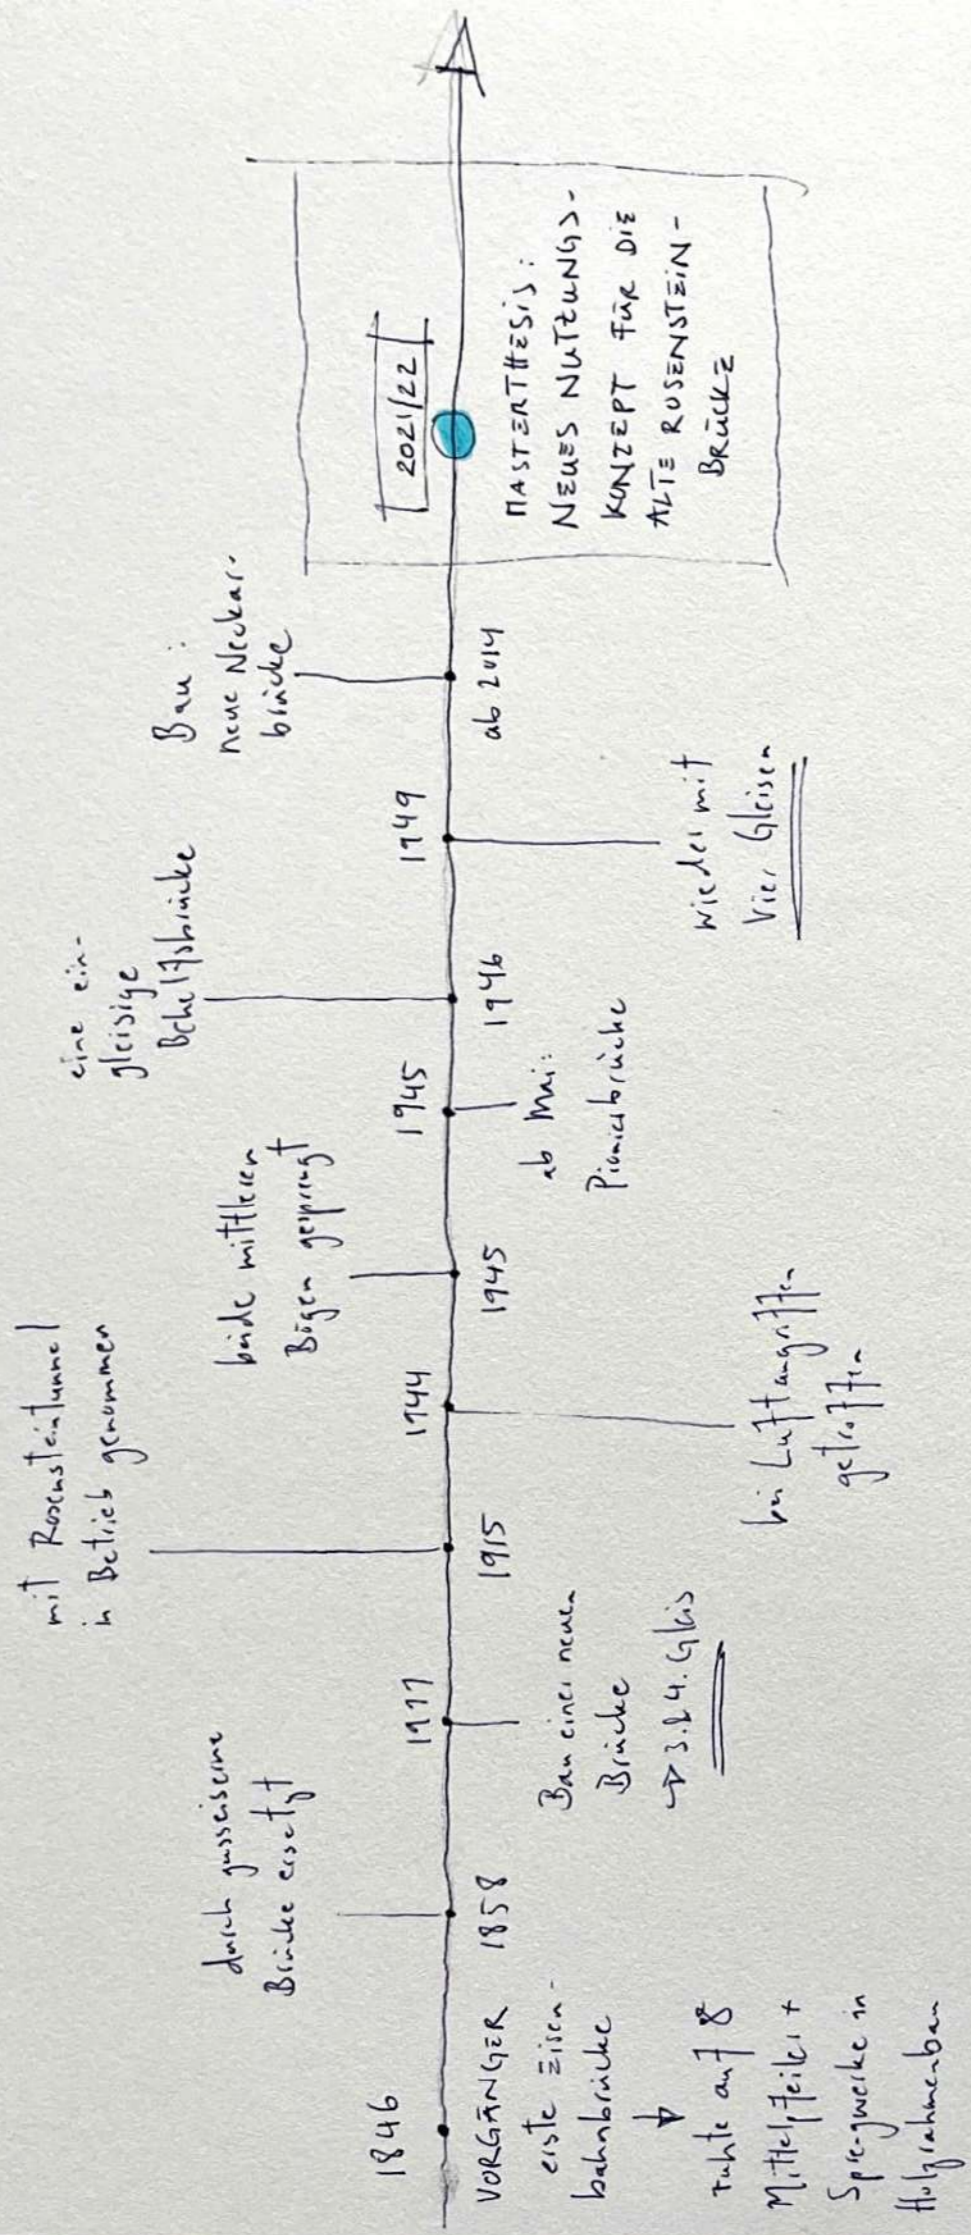 1846
VORGÄNGER
erste Eisen-
bahnbrücke
ruhte auf 8
Mittelpfeiler +
Sprengwerke in
Holzrahmenbau
durch gusseiserne
Brücke ersetzt
1858
1911
Bau einer neuen
Brücke
→ 3. & 4. Gleis
mit Rosensteintunnel
in Betrieb genommen
1915
1944
bei Luftangriffen
getroffen
beide mittleren
Bögen gesprengt
1945
1945
ab Mai:
Pionierbrücke
eine ein-
gleisige
Behelfsbrücke
1946
1949
wieder mit
vier Gleisen
Bau:
neue Neckar-
brücke
ab 2014
2021/22
MASTERTHESIS:
NEUES NUTZUNGS-
KONZEPT FÜR DIE
ALTE ROSENSTEIN-
BRÜCKE